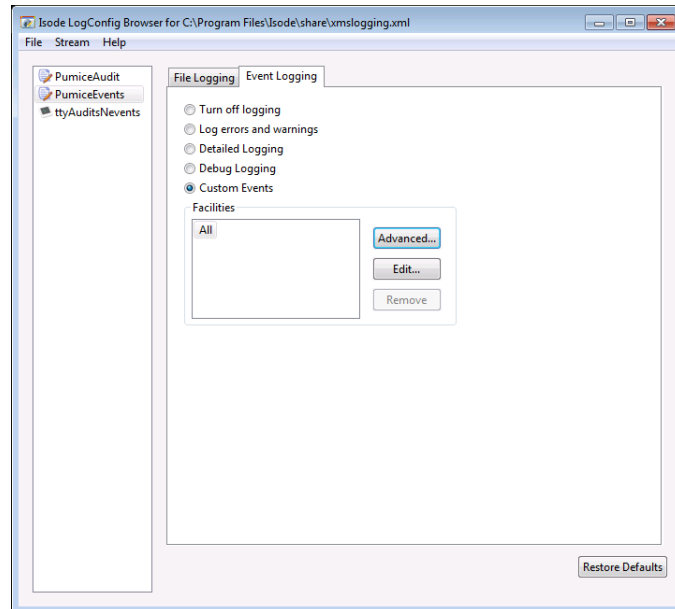 Isode LogConfig Browser for C:\Program Files\Isode\share\xmslogging.xml
File Stream Help
PumiceAudit
PumiceEvents
ttyAuditsNevents
File Logging Event Logging
Turn off logging
Log errors and warnings
Detailed Logging
Debug Logging
Custom Events
Facilities
All
Advanced...
Edit...
Remove
Restore Defaults